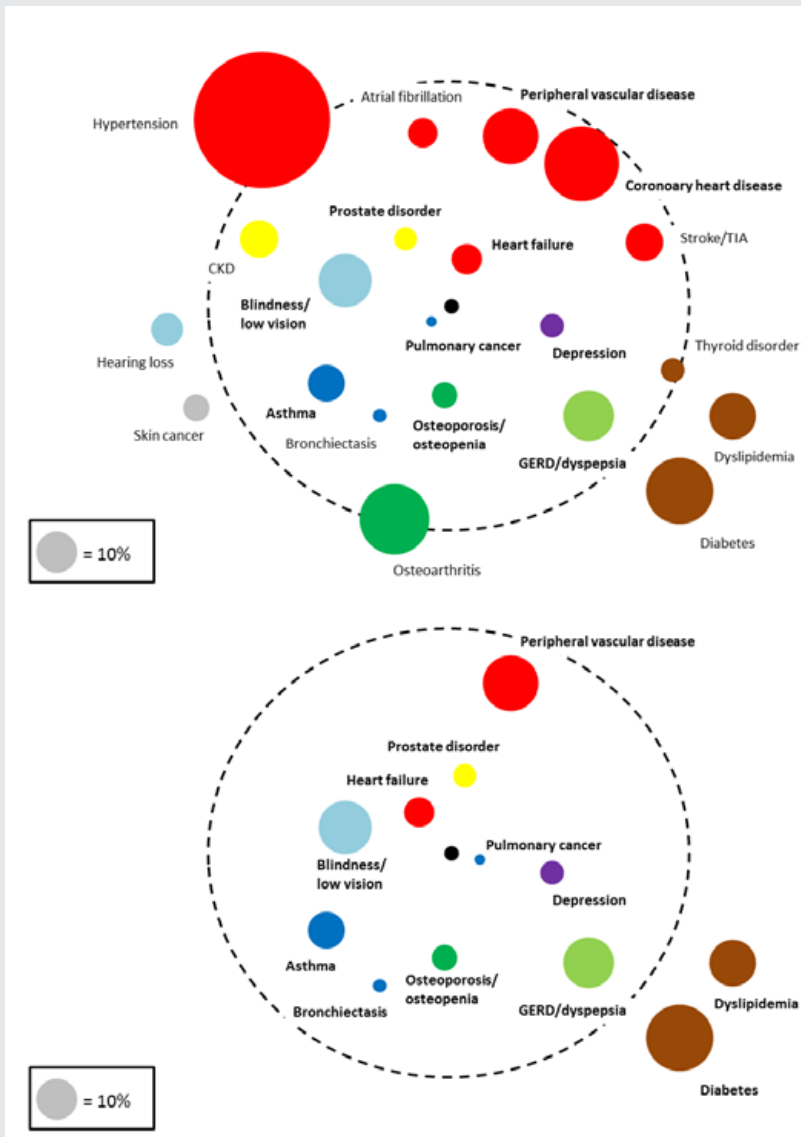 Peripheral vascular disease
Atrial fibrillation
Hypertension
Coronoary heart disease
Prostate disorder
Heart failure
Stroke/TIA
CKD
Blindness/
low vision
Pulmonary cancer
Depression
Thyroid disorder
Hearing loss
Asthma
Skin cancer
Bronchiectasis
Osteoporosis/
osteopenia
GERD/dyspepsia
Dyslipidemia
= 10%
Diabetes
Osteoarthritis
Peripheral vascular disease
Prostate disorder
Heart failure
Pulmonary cancer
Blindness/
low vision
Depression
Asthma
Osteoporosis/
osteopenia
Bronchiectasis
GERD/dyspepsia
Dyslipidemia
Diabetes
= 10%